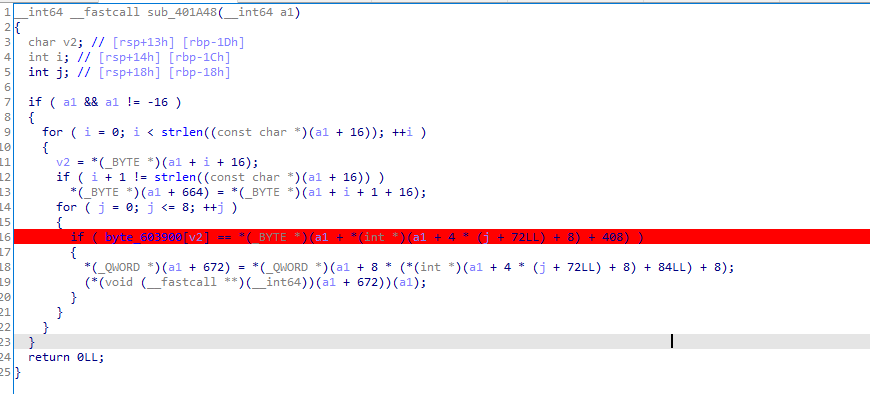 1 __int64 __fastcall sub_401A48(__int64 a1)
2 {
3 char v2; // [rsp+13h] [rbp-1Dh]
4 int i; // [rsp+14h] [rbp-1Ch]
5 int j; // [rsp+18h] [rbp-18h]
6
7 if ( a1 && a1 != -16 )
8 {
9 for ( i = 0; i < strlen((const char *)(a1 + 16)); ++i )
10 {
11 v2 = *(_BYTE *)(a1 + i + 16);
12 if ( i + 1 != strlen((const char *)(a1 + 16)) )
13 *(_BYTE *)(a1 + 664) = *(_BYTE *)(a1 + i + 1 + 16);
14 for ( j = 0; j <= 8; ++j )
15 {
16 if ( byte_603900[v2] == *(_BYTE *)(a1 + *(int *)(a1 + 4 * (j + 72LL) + 8) + 408) )
17 {
18 *(_QWORD *)(a1 + 672) = *(_QWORD *)(a1 + 8 * (*(int *)(a1 + 4 * (j + 72LL) + 8) + 84LL) + 8);
19 (*(void (__fastcall **)(__int64))(a1 + 672))(a1);
20 }
21 }
22 }
23 }
24 return 0LL;
25 }